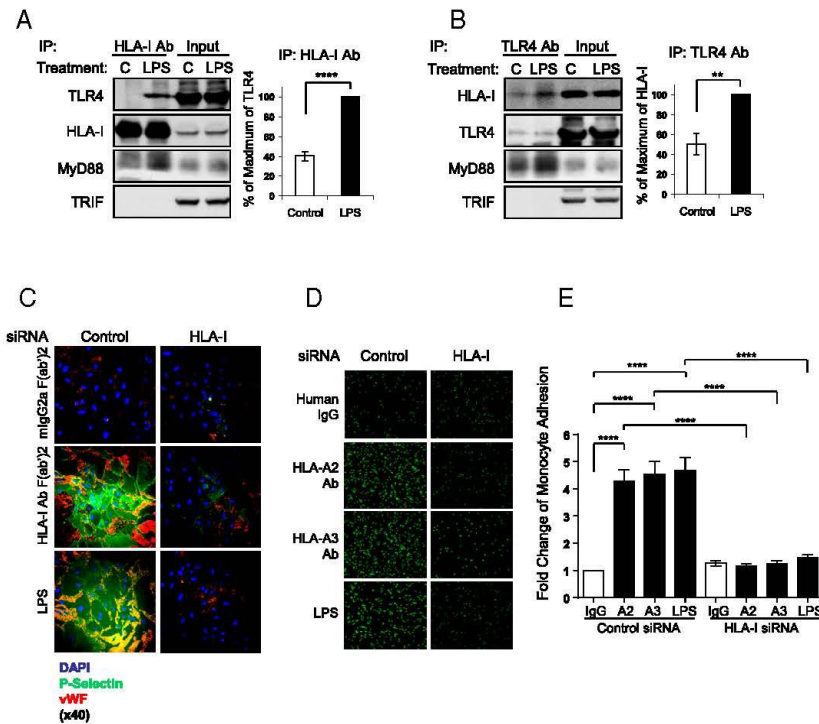 A
IP: HLA-I Ab Input
Treatment: C LPS C LPS
TLR4
HLA-I
MyD88
TRIF
IP: HLA-I Ab
****
% of Maximum of TLR4
100
80
60
40
20
0
Control LPS
B
IP: TLR4 Ab Input
Treatment: C LPS C LPS
HLA-I
TLR4
MyD88
TRIF
IP: TLR4 Ab
**
% of Maximum of HLA-I
100
80
60
40
20
0
Control LPS
C
siRNA Control HLA-I
mIgG2a F(ab')2
HLA-I Ab F(ab')2
LPS
DAPI
P-Selectin
vWF
(x40)
D
siRNA Control HLA-I
Human
IgG
HLA-A2
Ab
HLA-A3
Ab
LPS
E
**** ****
**** ****
**** ****
Fold Change of Monocyte Adhesion
6
5
4
3
2
1
0
IgG A2 A3 LPS IgG A2 A3 LPS
Control siRNA HLA-I siRNA